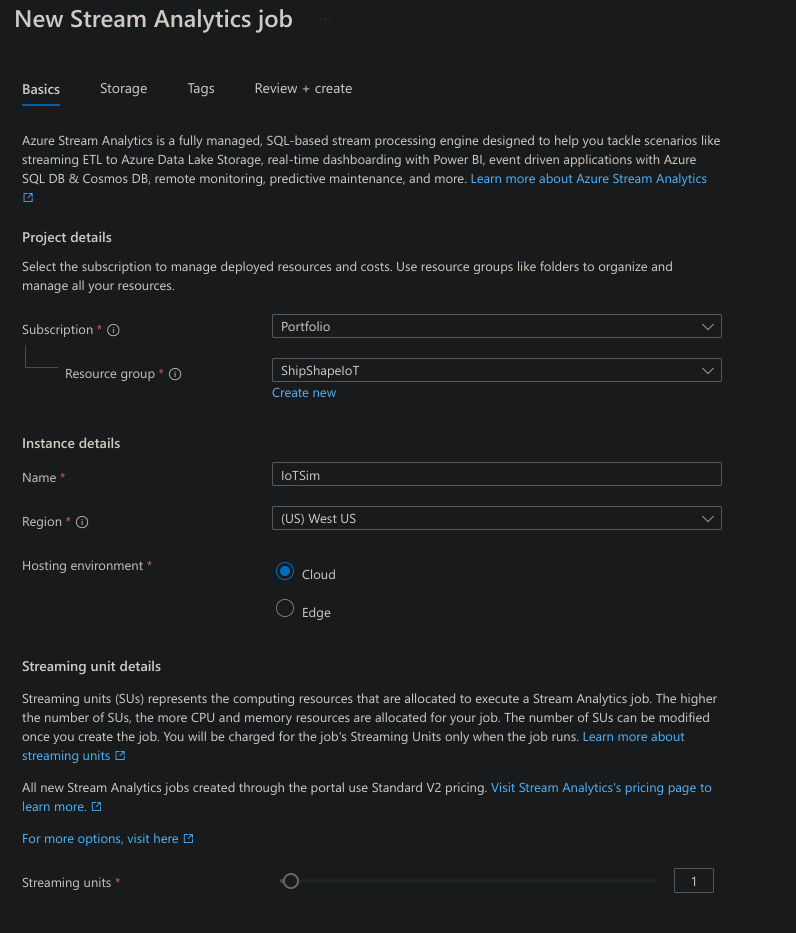 New Stream Analytics job ...
Basics Storage Tags Review + create
Azure Stream Analytics is a fully managed, SQL-based stream processing engine designed to help you tackle scenarios like
streaming ETL to Azure Data Lake Storage, real-time dashboarding with Power BI, event driven applications with Azure
SQL DB & Cosmos DB, remote monitoring, predictive maintenance, and more. Learn more about Azure Stream Analytics
Project details
Select the subscription to manage deployed resources and costs. Use resource groups like folders to organize and
manage all your resources.
Subscription *
Portfolio
Resource group *
ShipShapeIoT
Create new
Instance details
Name *
IoTSim
Region *
(US) West US
Hosting environment *
Cloud
Edge
Streaming unit details
Streaming units (SUs) represents the computing resources that are allocated to execute a Stream Analytics job. The higher
the number of SUs, the more CPU and memory resources are allocated for your job. The number of SUs can be modified
once you create the job. You will be charged for the job's Streaming Units only when the job runs. Learn more about
streaming units
All new Stream Analytics jobs created through the portal use Standard V2 pricing. Visit Stream Analytics's pricing page to
learn more.
For more options, visit here
Streaming units *
1